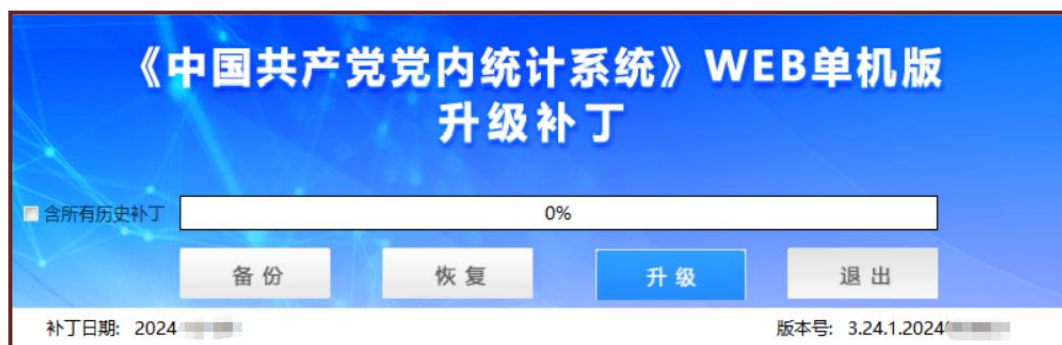 《中国共产党党内统计系统》WEB单机版
升级补丁
含所有历史补丁 0%
备份 恢复 升级 退出
补丁日期: 2024 版本号: 3.24.1.2024